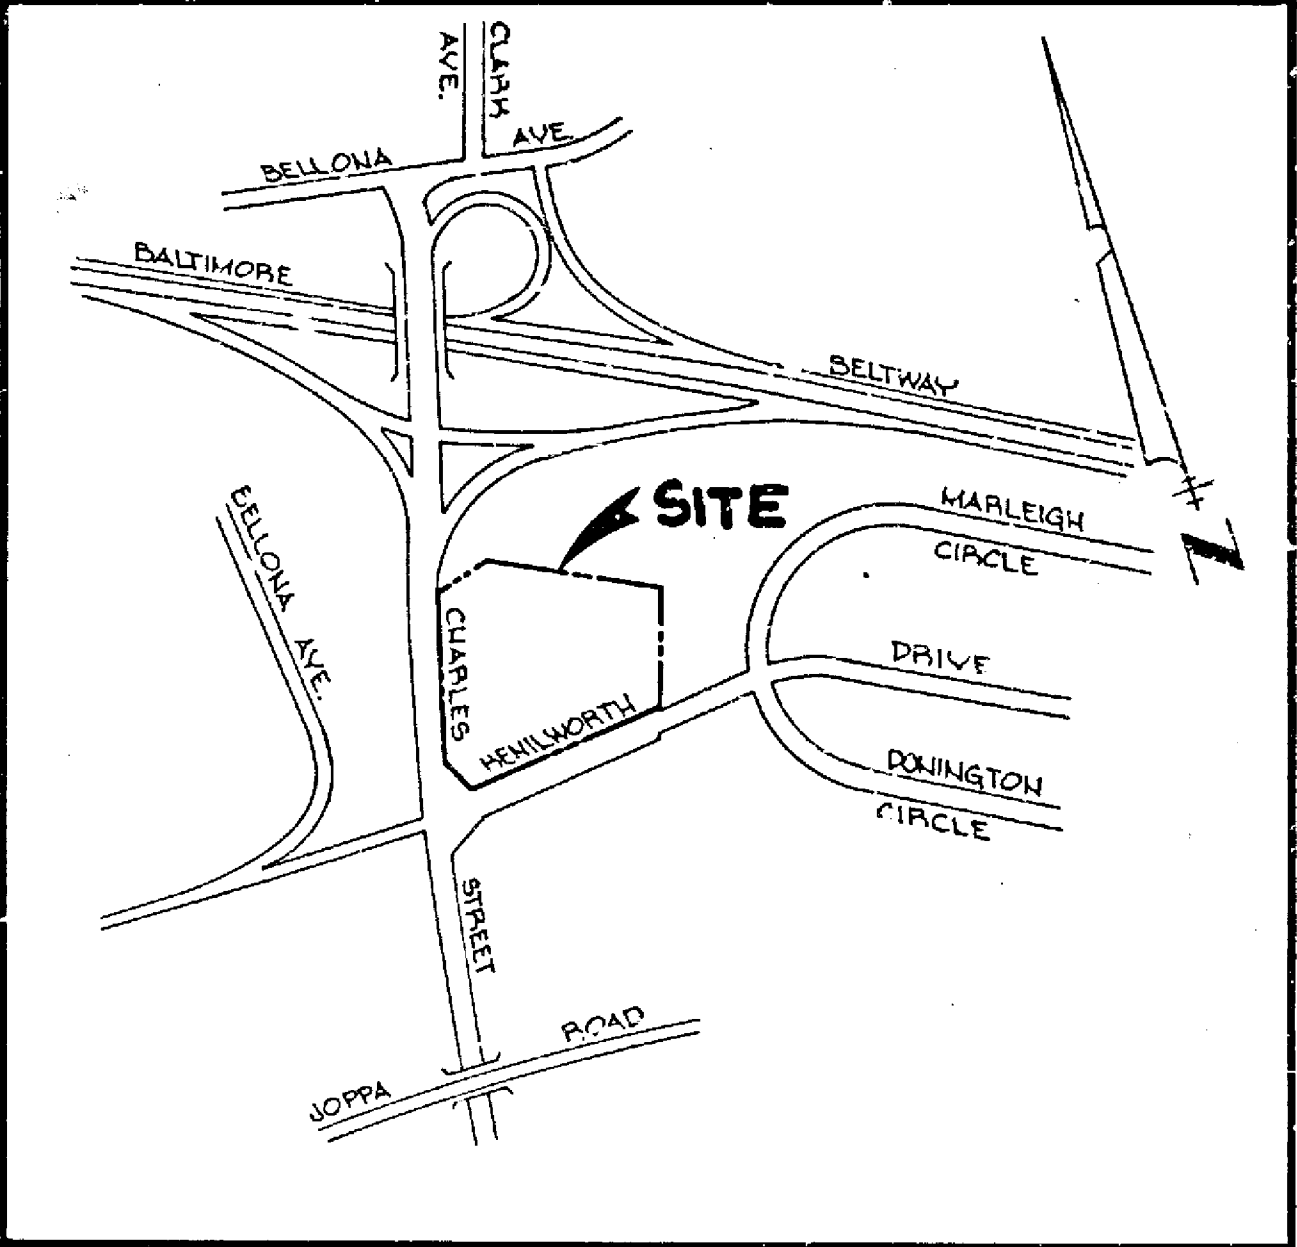 CLARK
AVE.
BELLONA AVE.
BALTIMORE BELTWAY
SITE
MARLEIGH
CIRCLE
BELLONA AVE.
CHARLES STREET
KENILWORTH DRIVE
DONINGTON
CIRCLE
JOPPA ROAD
N